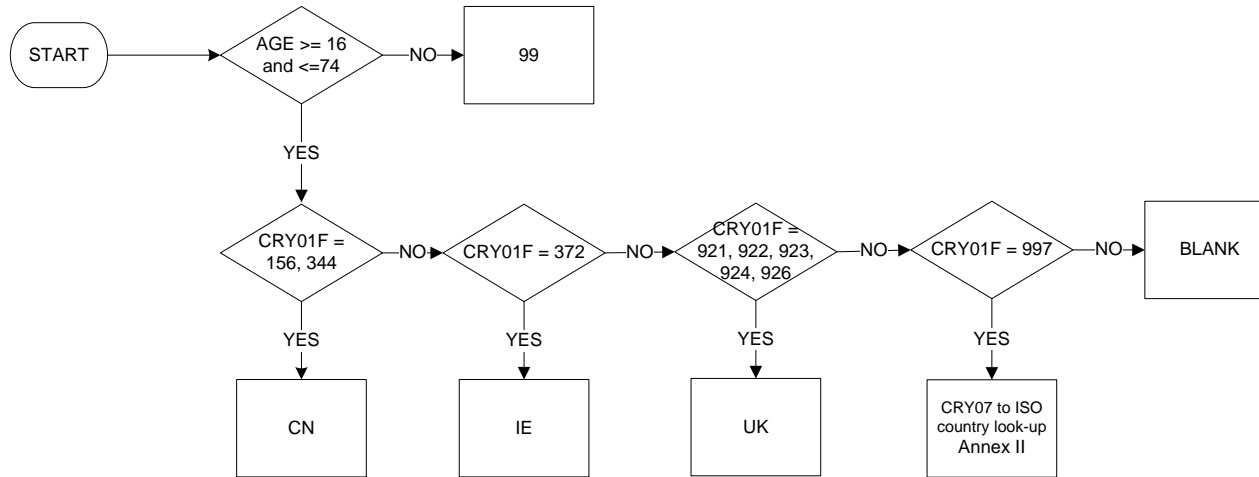 START
AGE >= 16
and <=74
NO
99
YES
CRY01F =
156, 344
NO
CRY01F = 372
NO
CRY01F =
921, 922, 923,
924, 926
NO
CRY01F = 997
NO
BLANK
YES
YES
YES
YES
CN
IE
UK
CRY07 to ISO
country look-up
Annex II